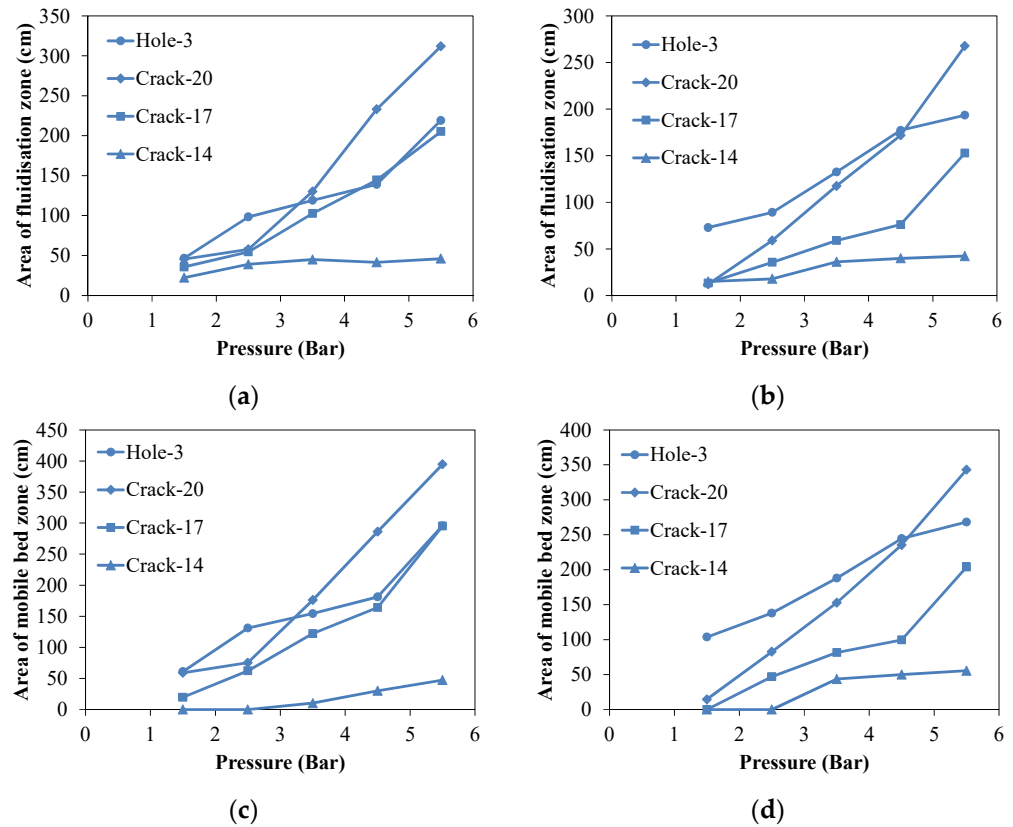 Area of fluidisation zone (cm)
350
300
250
200
150
100
50
0
Hole-3
Crack-20
Crack-17
Crack-14
0 1 2 3 4 5 6
Pressure (Bar)
(a)
Area of fluidisation zone (cm)
300
250
200
150
100
50
0
Hole-3
Crack-20
Crack-17
Crack-14
0 1 2 3 4 5 6
Pressure (Bar)
(b)
Area of mobile bed zone (cm)
450
400
350
300
250
200
150
100
50
0
Hole-3
Crack-20
Crack-17
Crack-14
0 1 2 3 4 5 6
Pressure (Bar)
(c)
Area of mobile bed zone (cm)
400
350
300
250
200
150
100
50
0
Hole-3
Crack-20
Crack-17
Crack-14
0 1 2 3 4 5 6
Pressure (Bar)
(d)